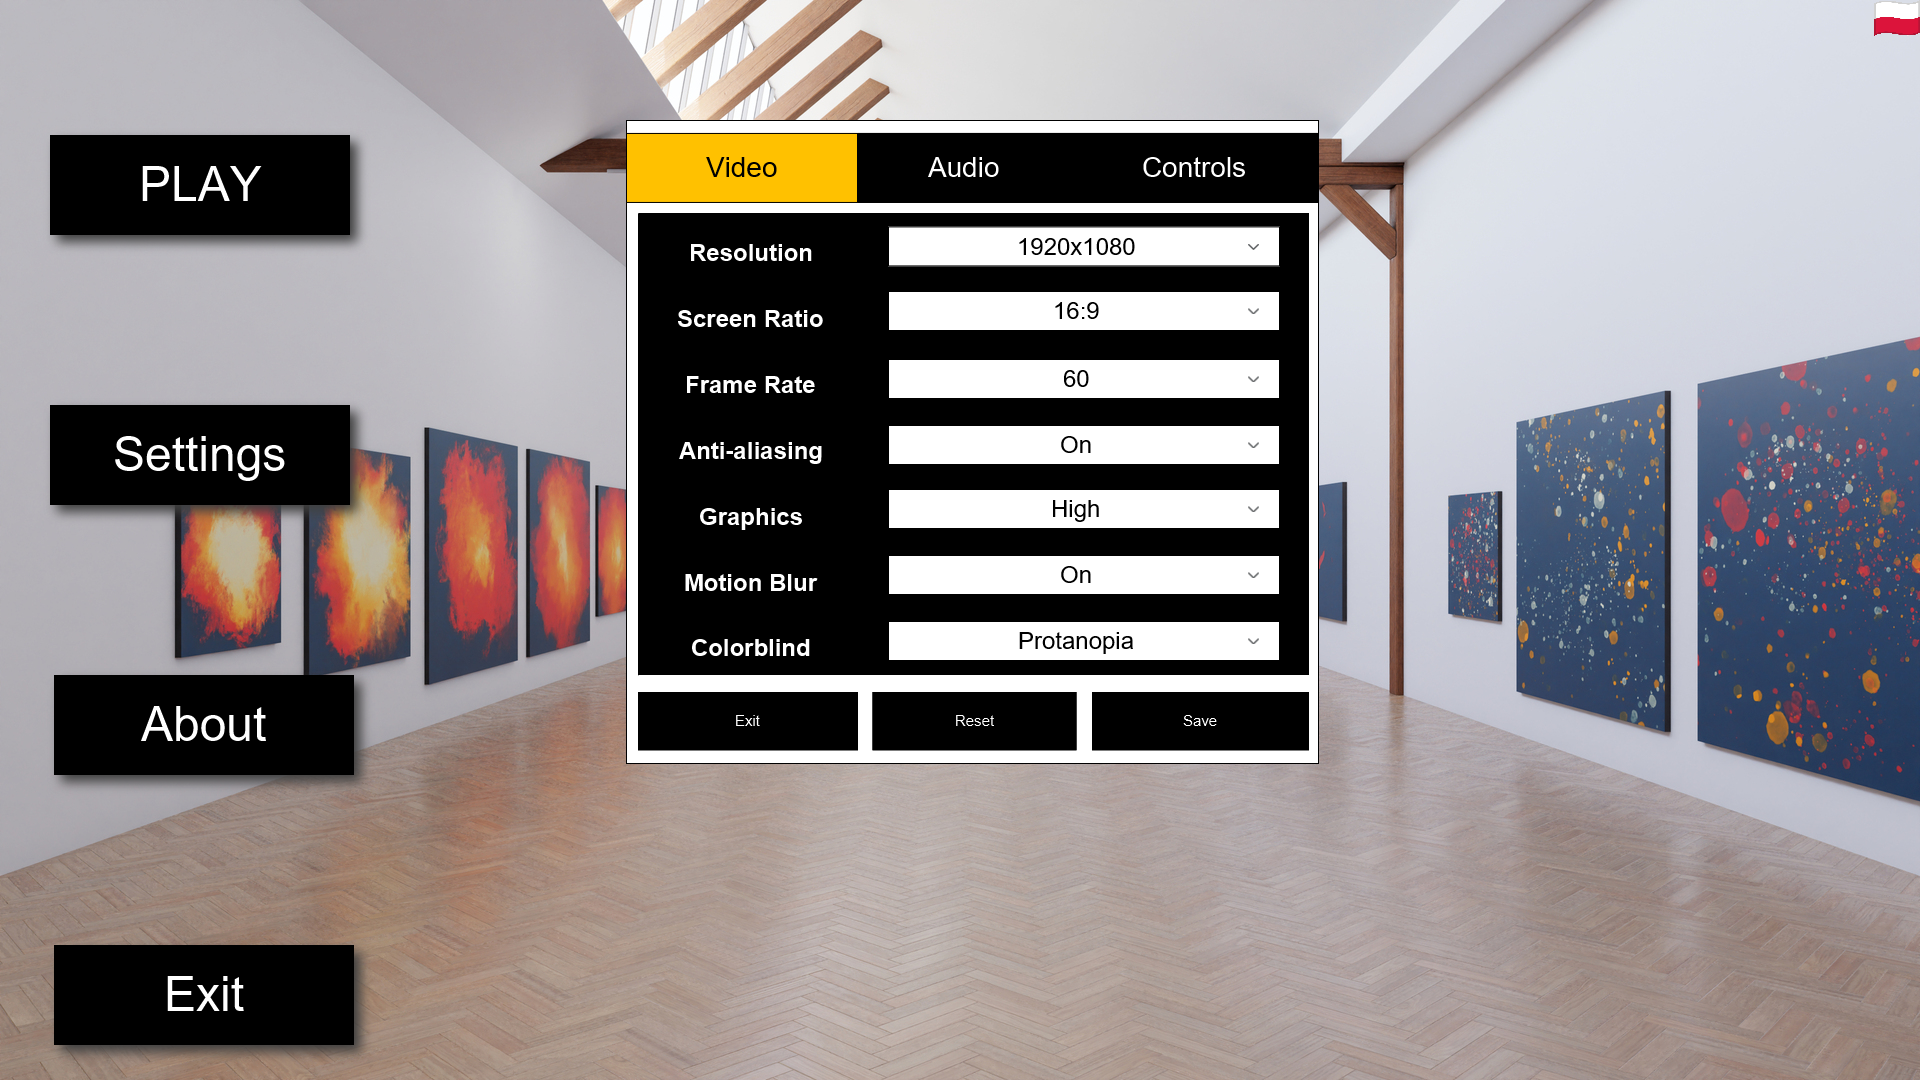 PLAY
Settings
About
Exit
Video Audio Controls
Resolution 1920x1080
Screen Ratio 16:9
Frame Rate 60
Anti-aliasing On
Graphics High
Motion Blur On
Colorblind Protanopia
Exit Reset Save